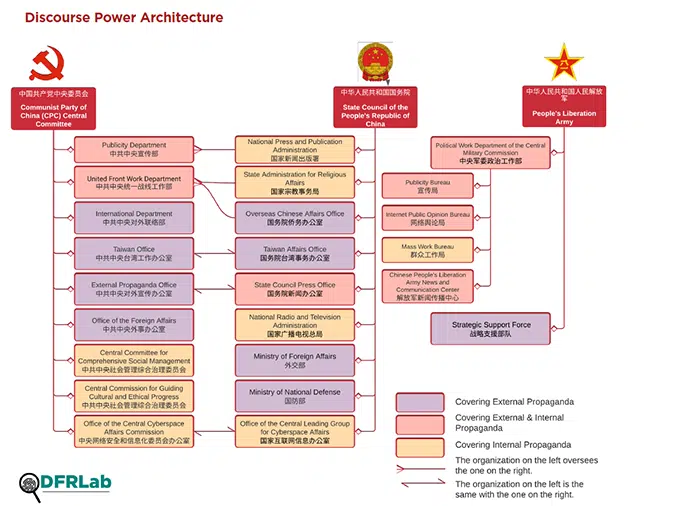 Discourse Power Architecture
中国共产党中央委员会
Communist Party of
China (CPC) Central
Committee
中华人民共和国国务院
State Council of the
People's Republic of
China
中华人民共和国人民解放
军
People's Liberation
Army
Publicity Department
中共中央宣传部
United Front Work Department
中共中央统一战线工作部
International Department
中共中央对外联络部
Taiwan Office
中共中央台湾工作办公室
External Propaganda Office
中共中央对外宣传办公室
Office of the Foreign Affairs
中共中央外事办公室
Central Committee for
Comprehensive Social Management
中共中央社会管理综合治理委员会
Central Commission for Guiding
Cultural and Ethical Progress
中共中央社会管理综合治理委员会
Office of the Central Cyberspace
Affairs Commission
中央网络安全和信息化委员会办公室
National Press and Publication
Administration
国家新闻出版署
State Administration for Religious
Affairs
国家宗教事务局
Overseas Chinese Affairs Office
国务院侨务办公室
Taiwan Affairs Office
国务院台湾事务办公室
State Council Press Office
国务院新闻办公室
National Radio and Television
Administration
国家广播电视总局
Ministry of Foreign Affairs
外交部
Ministry of National Defense
国防部
Office of the Central Leading Group
for Cyberspace Affairs
国家互联网信息办公室
Political Work Department of the Central
Military Commission
中央军委政治工作部
Publicity Bureau
宣传局
Internet Public Opinion Bureau
网络舆论局
Mass Work Bureau
群众工作局
Chinese People's Liberation
Army News and
Communication Center
解放军新闻传播中心
Strategic Support Force
战略支援部队
Covering External Propaganda
Covering External & Internal
Propaganda
Covering Internal Propaganda
The organization on the left oversees
the one on the right.
The organization on the left is the
same with the one on the right.
DFRLab